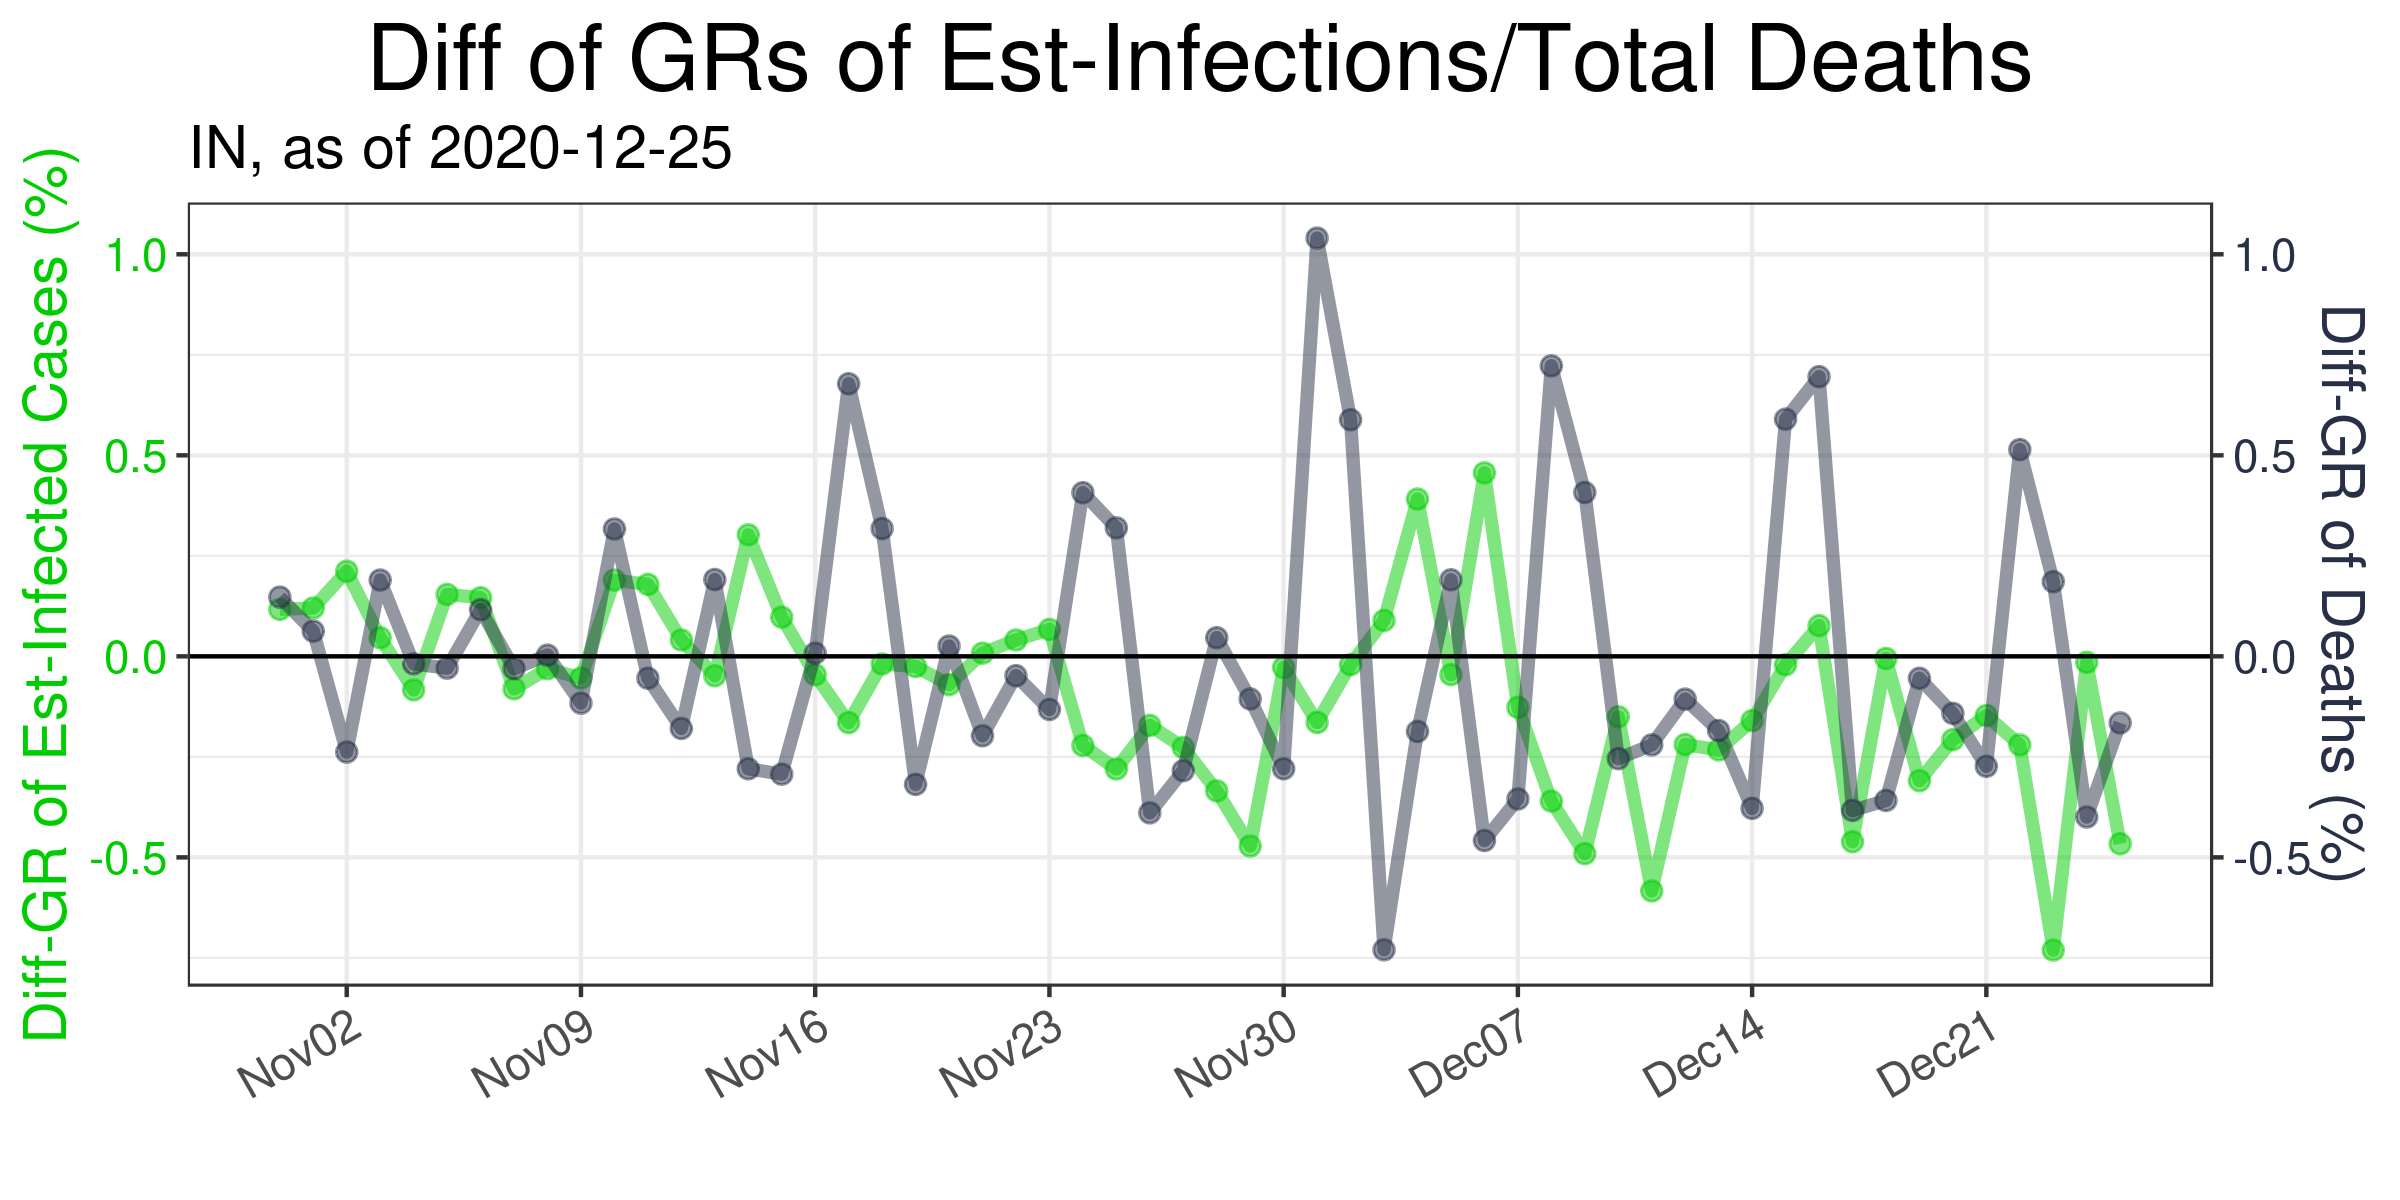 Diff of GRs of Est-Infections/Total Deaths
IN, as of 2020-12-25
Diff-GR of Est-Infected Cases (%)
1.0
0.5
0.0
-0.5
1.0
0.5
0.0
-0.5
Diff-GR of Deaths (%)
Nov02
Nov09
Nov16
Nov23
Nov30
Dec07
Dec14
Dec21